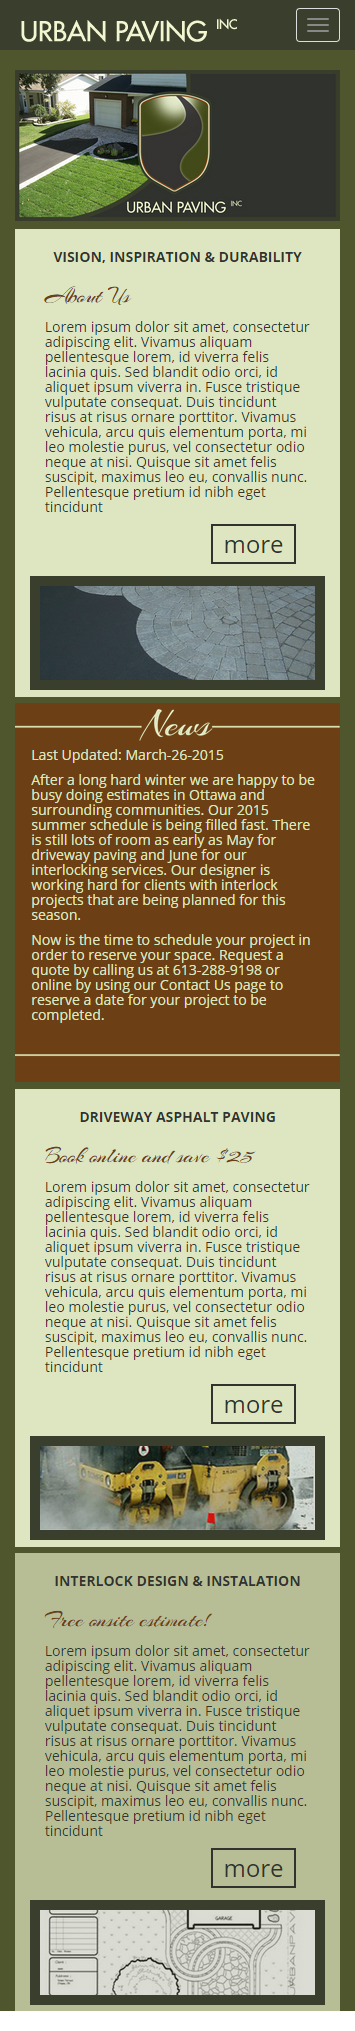 URBAN PAVING INC
URBAN PAVING INC
VISION, INSPIRATION & DURABILITY
About Us
Lorem ipsum dolor sit amet, consectetur
adipiscing elit. Vivamus aliquam
pellentesque lorem, id viverra felis
lacinia quis. Sed blandit odio orci, id
aliquet ipsum viverra in. Fusce tristique
vulputate consequat. Duis tincidunt
risus at risus ornare porttitor. Vivamus
vehicula, arcu quis elementum porta, mi
leo molestie purus, vel consectetur odio
neque at nisi. Quisque sit amet felis
suscipit, maximus leo eu, convallis nunc.
Pellentesque pretium id nibh eget
tincidunt
more
News
Last Updated: March-26-2015
After a long hard winter we are happy to be
busy doing estimates in Ottawa and
surrounding communities. Our 2015
summer schedule is being filled fast. There
is still lots of room as early as May for
driveway paving and June for our
interlocking services. Our designer is
working hard for clients with interlock
projects that are being planned for this
season.
Now is the time to schedule your project in
order to reserve your space. Request a
quote by calling us at 613-288-9198 or
online by using our Contact Us page to
reserve a date for your project to be
completed.
DRIVEWAY ASPHALT PAVING
Book online and save $25
Lorem ipsum dolor sit amet, consectetur
adipiscing elit. Vivamus aliquam
pellentesque lorem, id viverra felis
lacinia quis. Sed blandit odio orci, id
aliquet ipsum viverra in. Fusce tristique
vulputate consequat. Duis tincidunt
risus at risus ornare porttitor. Vivamus
vehicula, arcu quis elementum porta, mi
leo molestie purus, vel consectetur odio
neque at nisi. Quisque sit amet felis
suscipit, maximus leo eu, convallis nunc.
Pellentesque pretium id nibh eget
tincidunt
more
INTERLOCK DESIGN & INSTALATION
Free onsite estimate!
Lorem ipsum dolor sit amet, consectetur
adipiscing elit. Vivamus aliquam
pellentesque lorem, id viverra felis
lacinia quis. Sed blandit odio orci, id
aliquet ipsum viverra in. Fusce tristique
vulputate consequat. Duis tincidunt
risus at risus ornare porttitor. Vivamus
vehicula, arcu quis elementum porta, mi
leo molestie purus, vel consectetur odio
neque at nisi. Quisque sit amet felis
suscipit, maximus leo eu, convallis nunc.
Pellentesque pretium id nibh eget
tincidunt
more
GARAGE